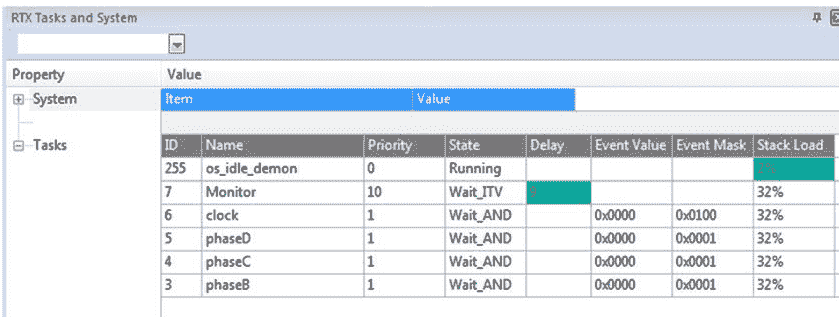 RTX Tasks and System
Property Value
System Item Value
Tasks ID Name Priority State Delay Event Value Event Mask Stack Load
255 os_idle_demon 0 Running
7 Monitor 10 Wait_ITV 32%
6 clock 1 Wait_AND 0x0000 0x0100 32%
5 phaseD 1 Wait_AND 0x0000 0x0001 32%
4 phaseC 1 Wait_AND 0x0000 0x0001 32%
3 phaseB 1 Wait_AND 0x0000 0x0001 32%